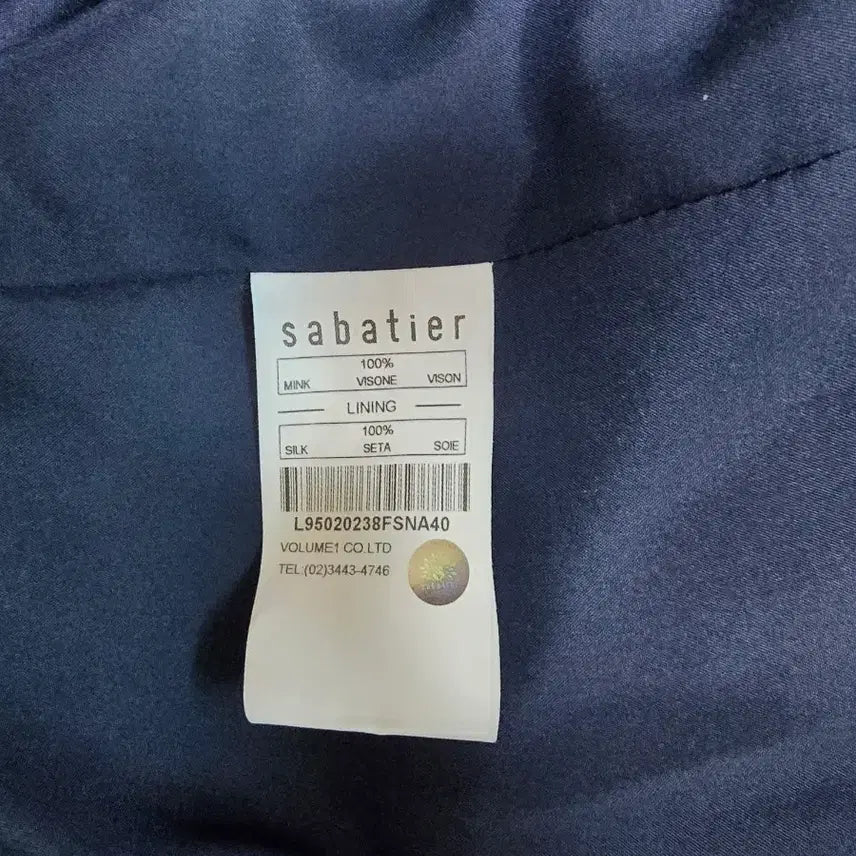 sabatier
100%
MINK VISONE VISON
LINING
100%
SILK SETA SOIE
L95020238FSNA40
VOLUME1 CO.LTD
TEL:(02)3443-4746